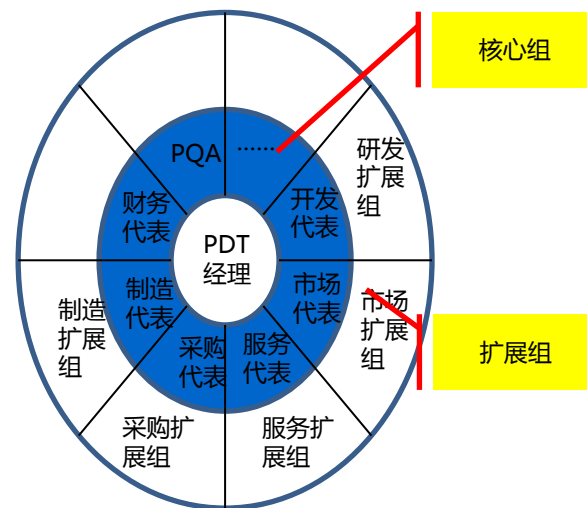 核心组
PQA
……
研发
扩展
组
财务
代表
开发
代表
PDT
经理
制造
代表
市场
代表
制造
扩展
组
市场
扩展
组
采购
代表
服务
代表
扩展组
采购扩
展组
服务扩
展组